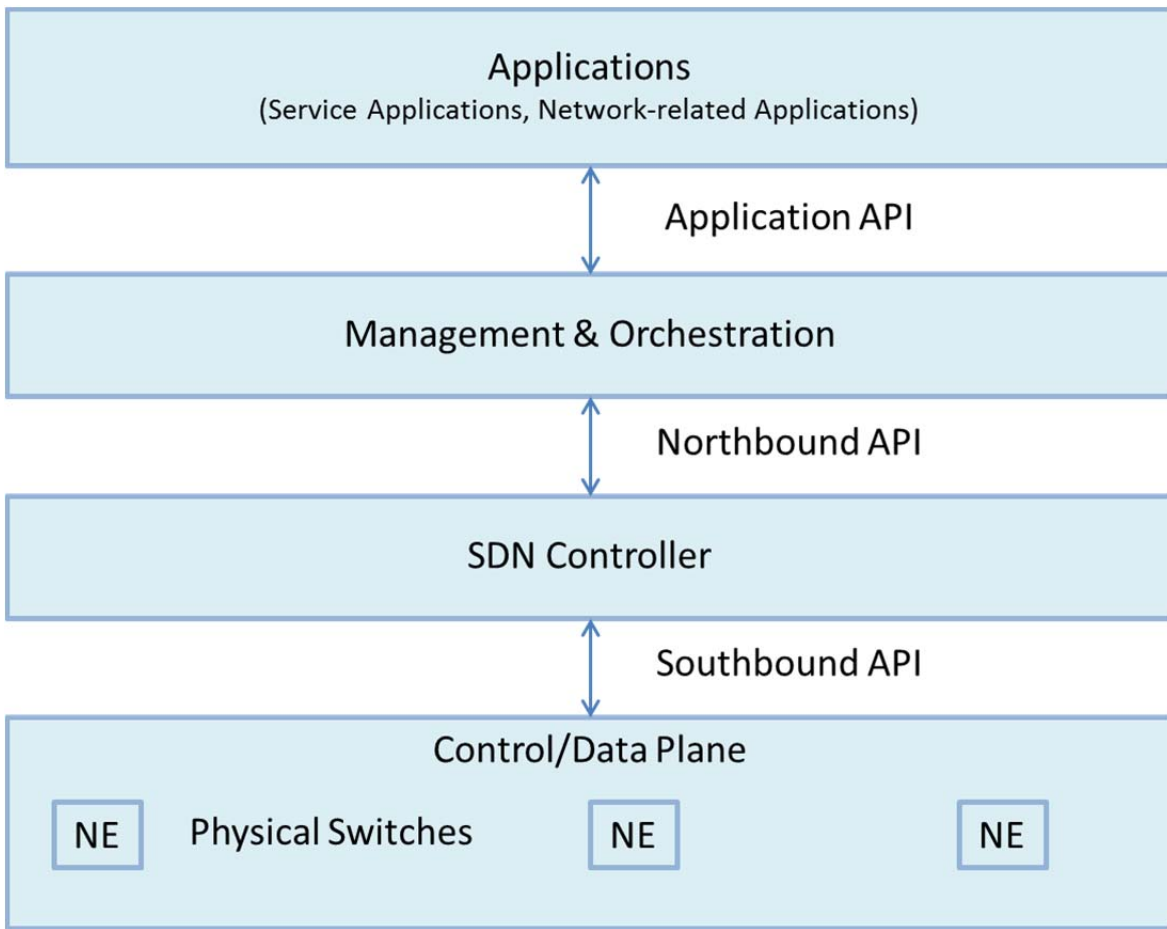 Applications
(Service Applications, Network-related Applications)
Application API
Management & Orchestration
Northbound API
SDN Controller
Southbound API
Control/Data Plane
NE Physical Switches NE NE